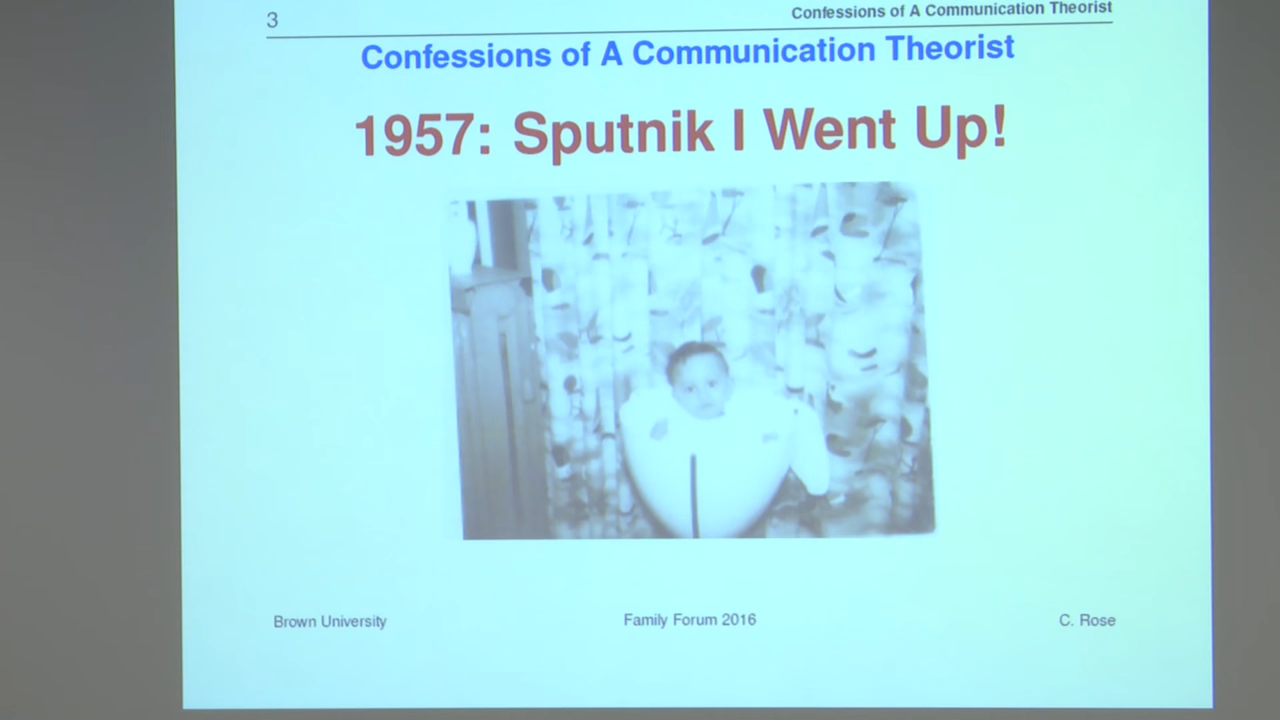 3
Confessions of A Communication Theorist
Confessions of A Communication Theorist
1957: Sputnik I Went Up!
Brown University
Family Forum 2016
C. Rose